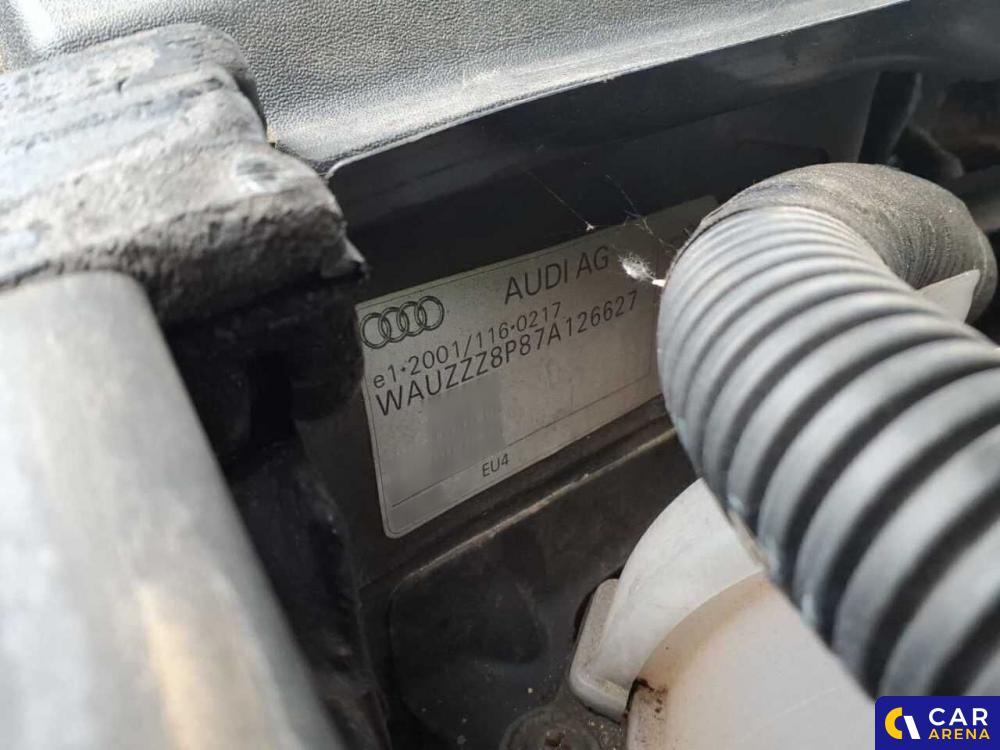 AUDI AG
e1*2001/116*0217
WAUZZZ8P87A126627
EU4
CAR
ARENA